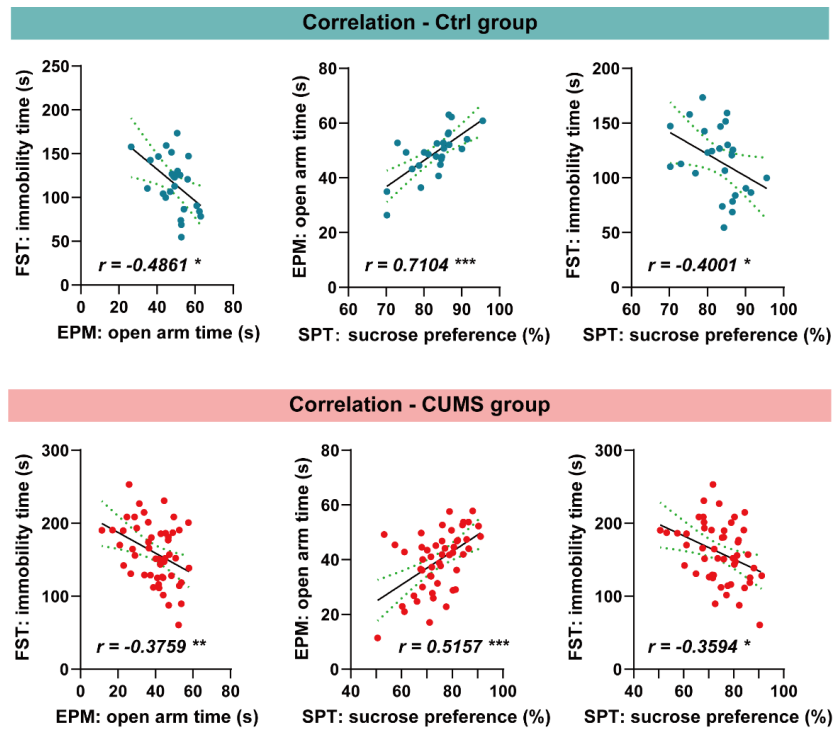 Correlation - Ctrl group
FST: immobility time (s)
250
200
150
100
50
0
r = -0.4861 *
0 20 40 60 80
EPM: open arm time (s)
EPM: open arm time (s)
80
60
40
20
0
r = 0.7104 ***
60 70 80 90 100
SPT: sucrose preference (%)
FST: immobility time (s)
200
150
100
50
0
r = -0.4001 *
60 70 80 90 100
SPT: sucrose preference (%)
Correlation - CUMS group
FST: immobility time (s)
300
200
100
0
r = -0.3759 **
0 20 40 60 80
EPM: open arm time (s)
EPM: open arm time (s)
80
60
40
20
0
r = 0.5157 ***
40 60 80 100
SPT: sucrose preference (%)
FST: immobility time (s)
300
200
100
0
r = -0.3594 *
40 60 80 100
SPT: sucrose preference (%)